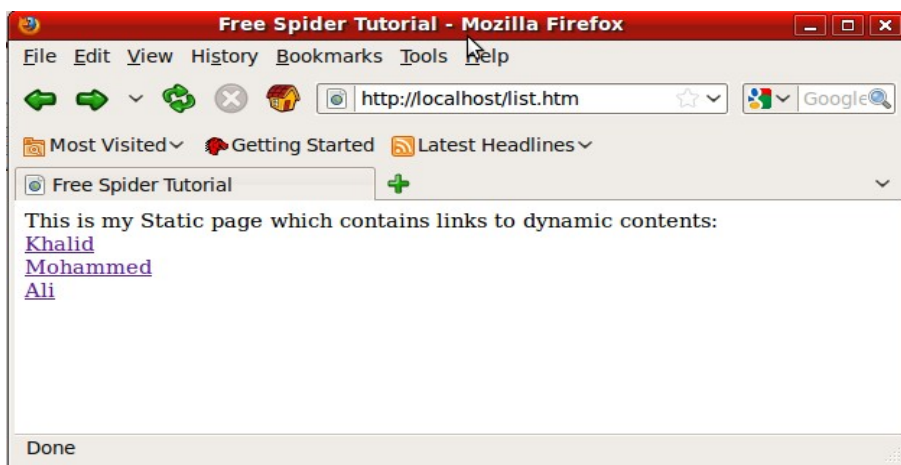 Free Spider Tutorial - Mozilla Firefox
File Edit View History Bookmarks Tools Help
http://localhost/list.htm Google
Most Visited Getting Started Latest Headlines
Free Spider Tutorial
This is my Static page which contains links to dynamic contents:
Khalid
Mohammed
Ali
Done